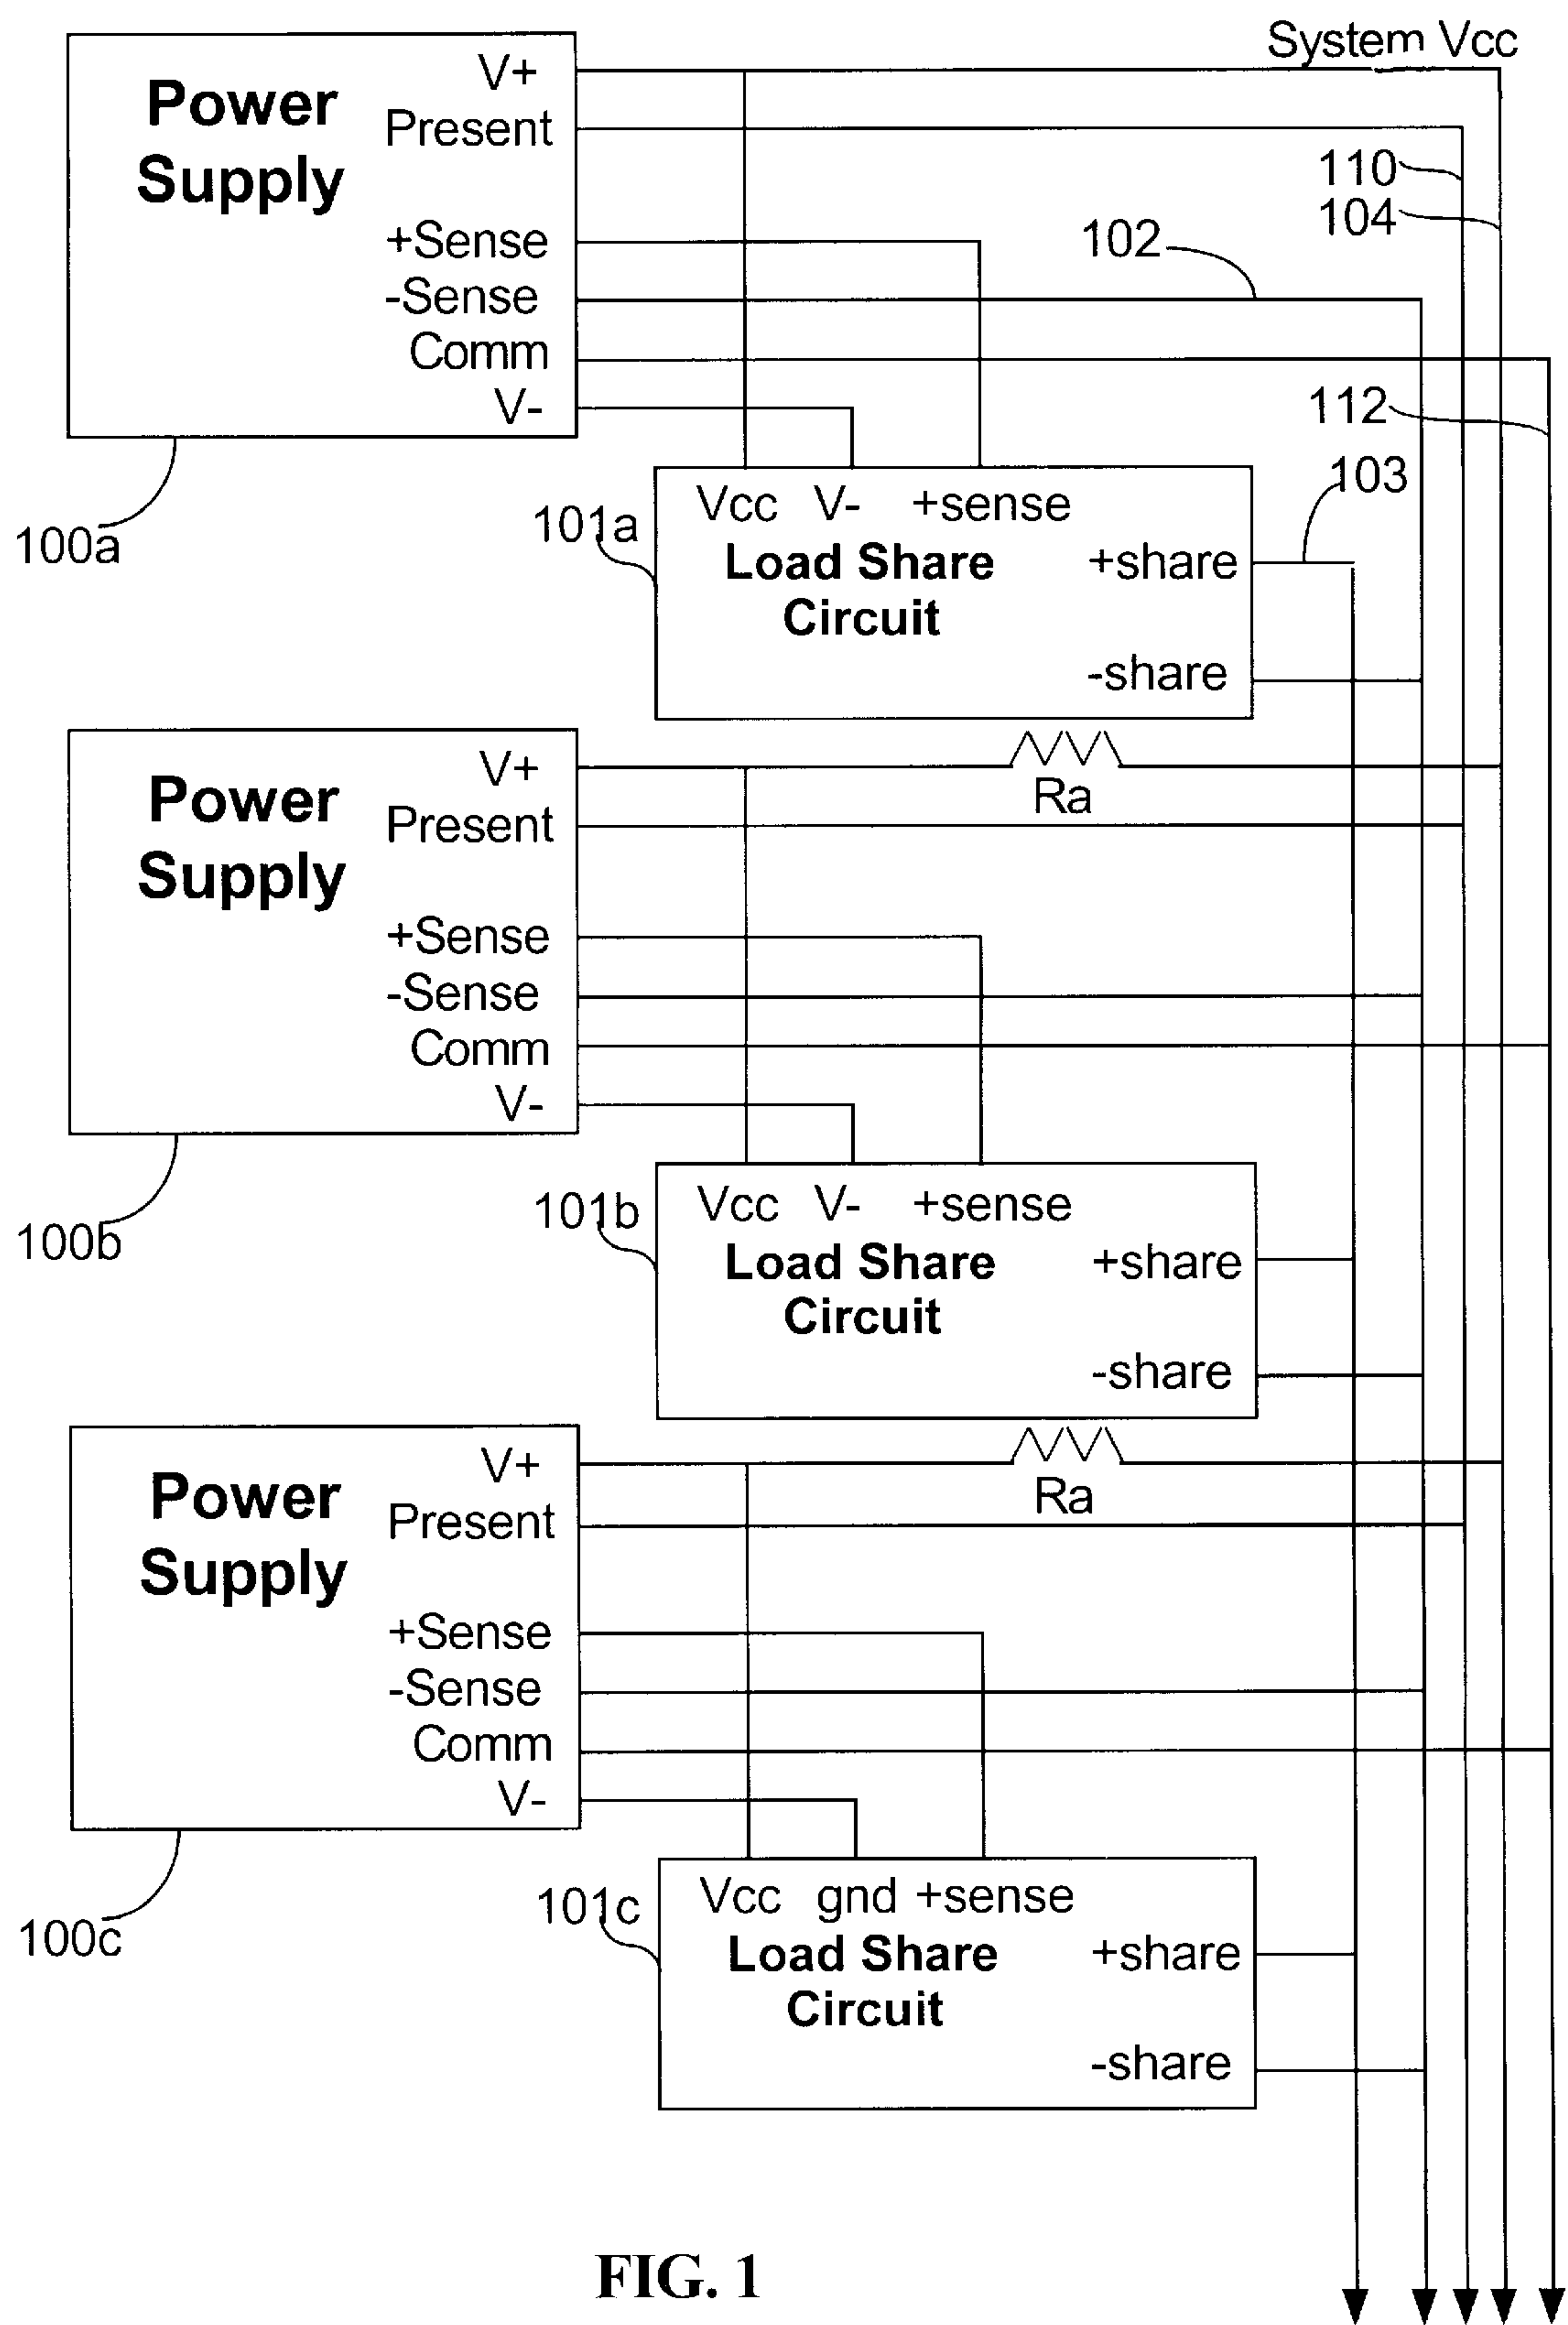 System Vcc
Power
Supply
V+
Present
+Sense
-Sense
Comm
V-
110
104
102
112
103
100a
101a
Vcc V- +sense
Load Share
Circuit
+share
-share
Power
Supply
V+
Present
+Sense
-Sense
Comm
V-
Ra
100b
101b
Vcc V- +sense
Load Share
Circuit
+share
-share
Power
Supply
V+
Present
+Sense
-Sense
Comm
V-
Ra
100c
101c
Vcc gnd +sense
Load Share
Circuit
+share
-share
FIG. 1